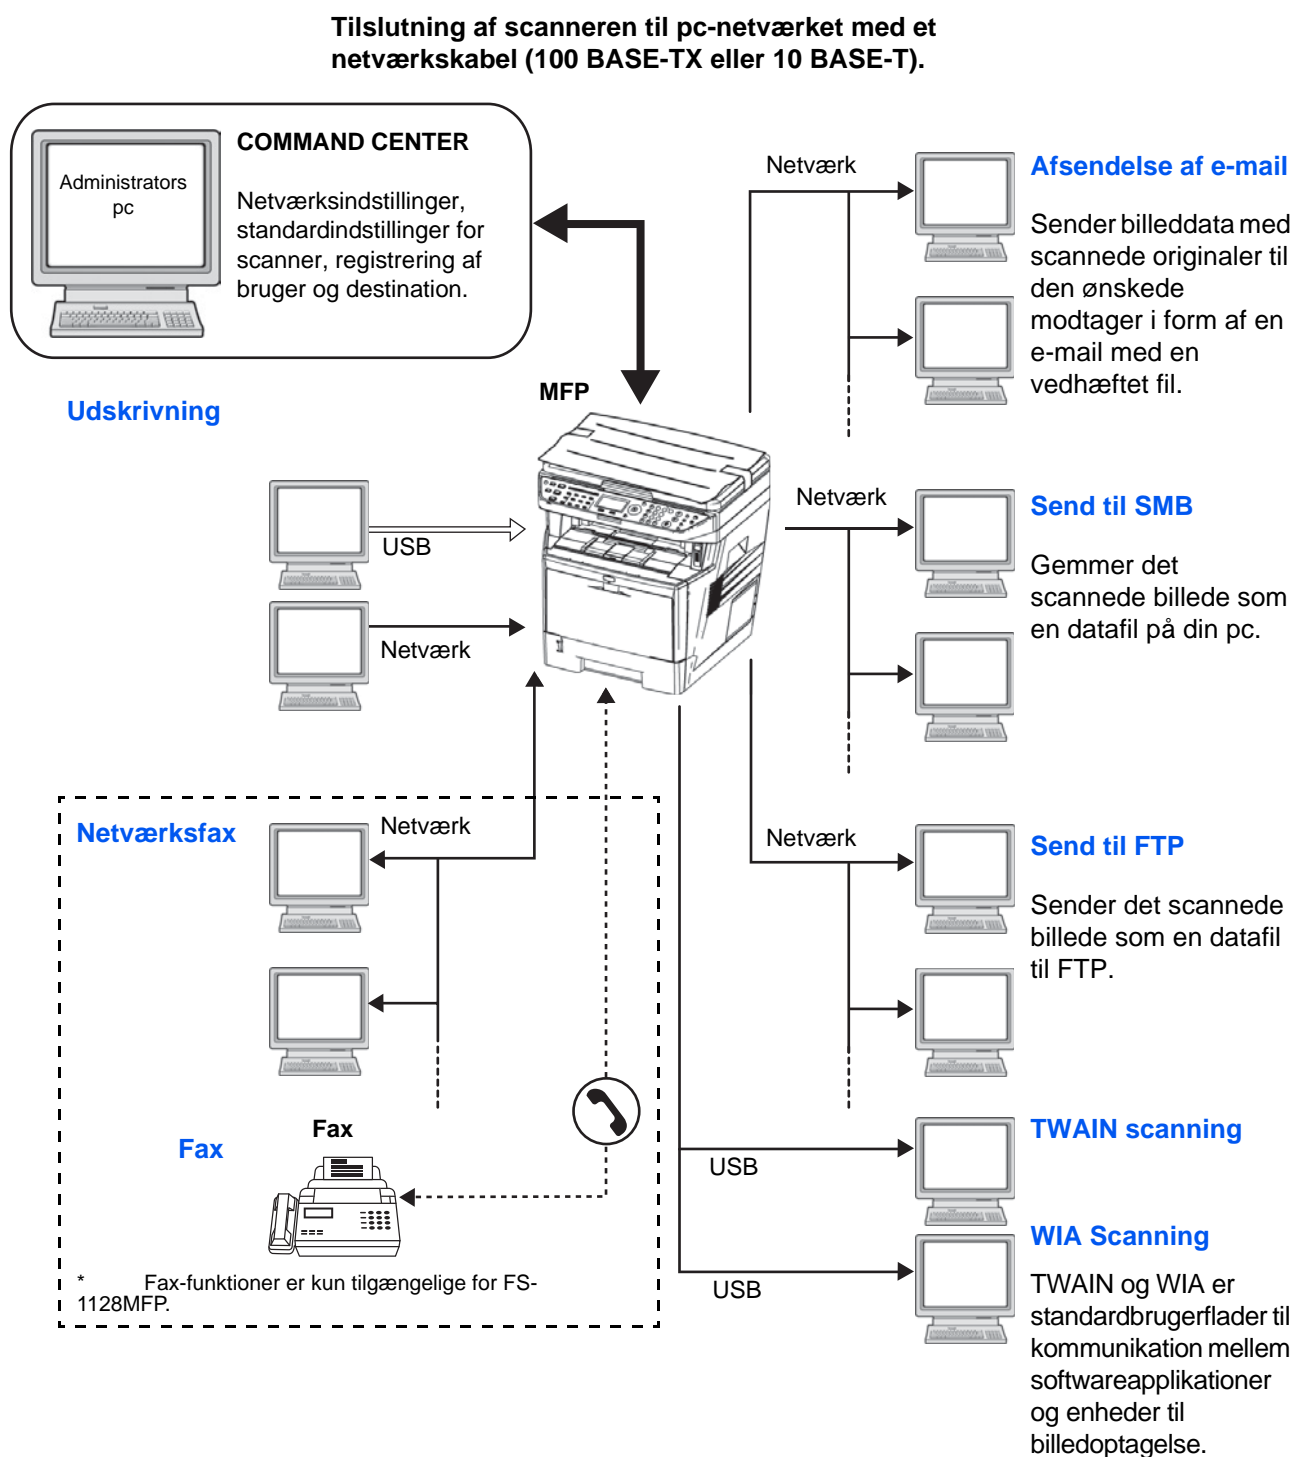 Tilslutning af scanneren til pc-netværket med et
netværkskabel (100 BASE-TX eller 10 BASE-T).
Administrators
pc
COMMAND CENTER
Netværksindstillinger,
standardindstillinger for
scanner, registrering af
bruger og destination.
Netværk
Afsendelse af e-mail
Sender billeddata med
scannede originaler til
den ønskede
modtager i form af en
e-mail med en
vedhæftet fil.
MFP
Udskrivning
USB
Netværk
Netværk
Send til SMB
Gemmer det
scannede billede som
en datafil på din pc.
Netværksfax
Netværk
Netværk
Send til FTP
Sender det scannede
billede som en datafil
til FTP.
Fax
Fax
* Fax-funktioner er kun tilgængelige for FS-
1128MFP.
USB
TWAIN scanning
USB
WIA Scanning
TWAIN og WIA er
standardbrugerflader til
kommunikation mellem
softwareapplikationer
og enheder til
billedoptagelse.